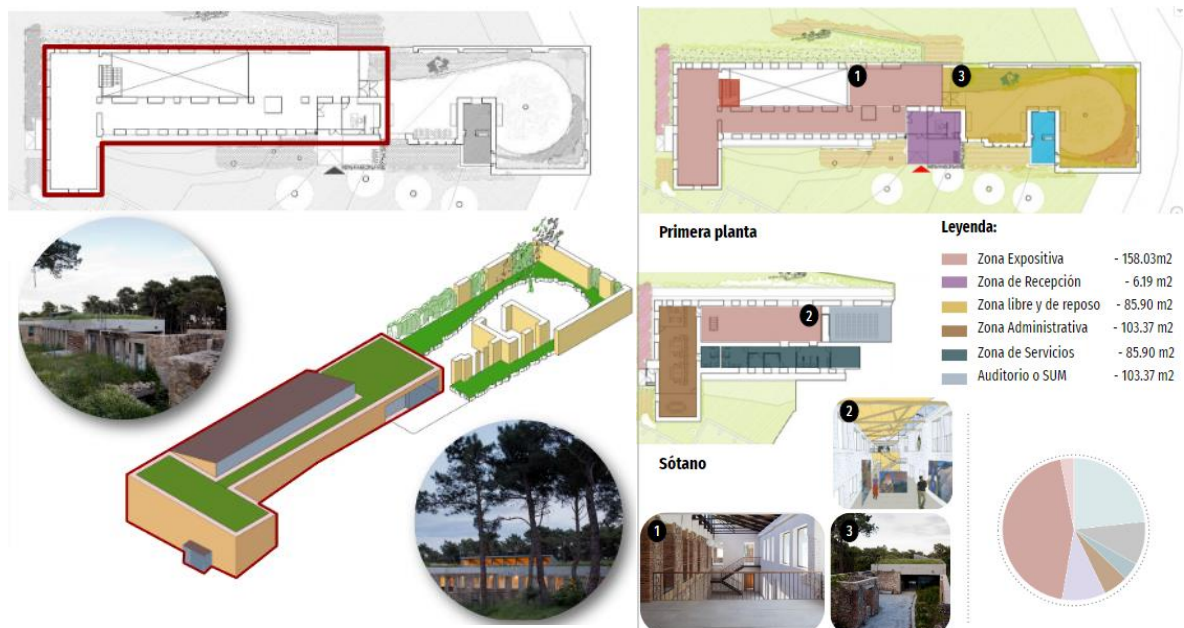 1
3
Primera planta
Leyenda:
Zona Expositiva - 158.03m2
Zona de Recepción - 6.19 m2
Zona libre y de reposo - 85.90 m2
Zona Administrativa - 103.37 m2
Zona de Servicios - 85.90 m2
Auditorio o SUM - 103.37 m2
2
Sótano
2
1
3